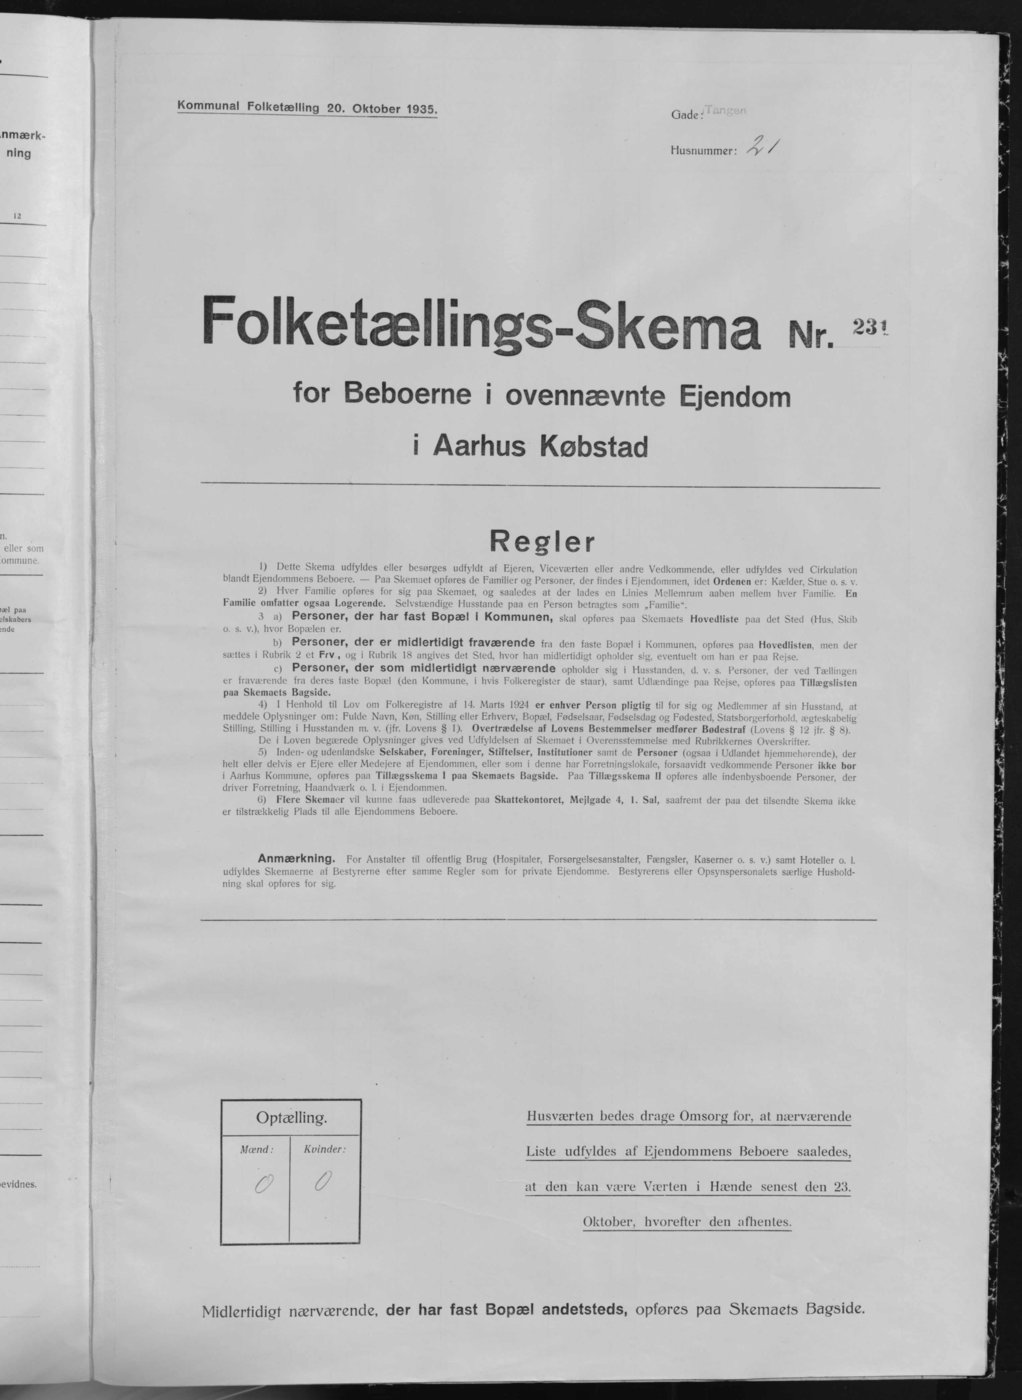 nmærk-
ning
12
n.
eller som
ommune.
pæl paa
elskabers
ende
evidnes.
Kommunal Folketælling 20. Oktober 1935.
Gade: Tangen
Husnummer: 21
Folketællings-Skema Nr. 231
for Beboerne i ovennævnte Ejendom
i Aarhus Købstad
Regler
1) Dette Skema udfyldes eller besørges udfyldt af Ejeren, Viceværten eller andre Vedkommende, eller udfyldes ved Cirkulation
blandt Ejendommens Beboere. — Paa Skemaet opføres de Familier og Personer, der findes i Ejendommen, idet Ordenen er: Kælder, Stue o. s. v.
2) Hver Familie opføres for sig paa Skemaet, og saaledes at der lades en Linies Mellemrum aaben mellem hver Familie. En
Familie omfatter ogsaa Logerende. Selvstændige Husstande paa en Person betragtes som „Familie“.
3 a) Personer, der har fast Bopæl i Kommunen, skal opføres paa Skemaets Hovedliste paa det Sted (Hus, Skib
o. s. v.), hvor Bopælen er.
b) Personer, der er midlertidigt fraværende fra den faste Bopæl i Kommunen, opføres paa Hovedlisten, men der
sættes i Rubrik 2 et Frv., og i Rubrik 18 angives det Sted, hvor han midlertidigt opholder sig, eventuelt om han er paa Rejse.
c) Personer, der som midlertidigt nærværende opholder sig i Husstanden, d. v. s. Personer, der ved Tællingen
er fraværende fra deres faste Bopæl (den Kommune, i hvis Folkeregister de staar), samt Udlændinge paa Rejse, opføres paa Tillægslisten
paa Skemaets Bagside.
4) I Henhold til Lov om Folkeregistre af 14. Marts 1924 er enhver Person pligtig til for sig og Medlemmer af sin Husstand, at
meddele Oplysninger om: Fulde Navn, Køn, Stilling eller Erhverv, Bopæl, Fødselsaar, Fødselsdag og Fødested, Statsborgerforhold, ægteskabelig
Stilling, Stilling i Husstanden m. v. (jfr. Lovens § 1). Overtrædelse af Lovens Bestemmelser medfører Bødestraf (Lovens § 12 jfr. § 8).
De i Loven begærede Oplysninger gives ved Udfyldelsen af Skemaet i Overensstemmelse med Rubrikkernes Overskrifter.
5) Inden- og udenlandske Selskaber, Foreninger, Stiftelser, Institutioner samt de Personer (ogsaa i Udlandet hjemmehørende), der
helt eller delvis er Ejere eller Medejere af Ejendommen, eller som i denne har Forretningslokale, forsaavidt vedkommende Personer ikke bor
i Aarhus Kommune, opføres paa Tillægsskema I paa Skemaets Bagside. Paa Tillægsskema II opføres alle indenbysboende Personer, der
driver Forretning, Haandværk o. l. i Ejendommen.
6) Flere Skemaer vil kunne faas udleverede paa Skattekontoret, Mejlgade 4, 1. Sal, saafremt der paa det tilsendte Skema ikke
er tilstrækkelig Plads til alle Ejendommens Beboere.
Anmærkning. For Anstalter til offentlig Brug (Hospitaler, Forsørgelsesanstalter, Fængsler, Kaserner o. s. v.) samt Hoteller o. l.
udfyldes Skemaerne af Bestyrerne efter samme Regler som for private Ejendomme. Bestyrerens eller Opsynspersonalets særlige Hushold-
ning skal opføres for sig.
Optælling.
Mænd: Kvinder:
0 0
Husværten bedes drage Omsorg for, at nærværende
Liste udfyldes af Ejendommens Beboere saaledes,
at den kan være Værten i Hænde senest den 23.
Oktober, hvorefter den afhentes.
Midlertidigt nærværende, der har fast Bopæl andetsteds, opføres paa Skemaets Bagside.